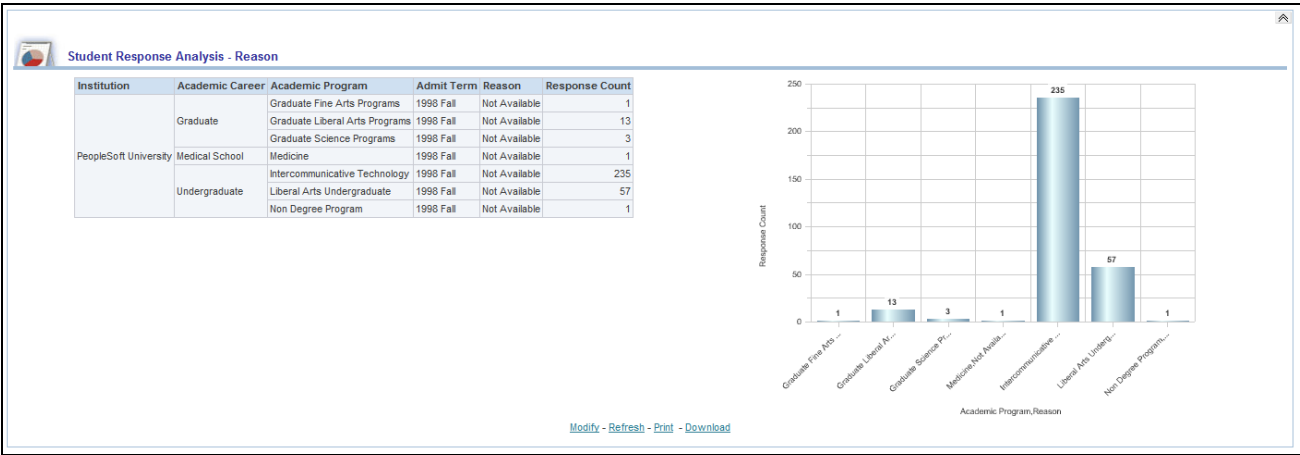 Student Response Analysis - Reason
Institution Academic Career Academic Program Admit Term Reason Response Count
Graduate Fine Arts Programs 1998 Fall Not Available 1
Graduate Graduate Liberal Arts Programs 1998 Fall Not Available 13
Graduate Science Programs 1998 Fall Not Available 3
PeopleSoft University Medical School Medicine 1998 Fall Not Available 1
Intercommunicative Technology 1998 Fall Not Available 235
Undergraduate Liberal Arts Undergraduate 1998 Fall Not Available 57
Non Degree Program 1998 Fall Not Available 1
Response Count
250
200
150
100
50
0
1
13
3
1
235
57
1
Graduate Fine Arts ...
Graduate Liberal Ar...
Graduate Science Pr...
Medicine,Not Availa...
Intercommunicative ...
Liberal Arts Underg...
Non Degree Program,...
Academic Program,Reason
Modify - Refresh - Print - Download